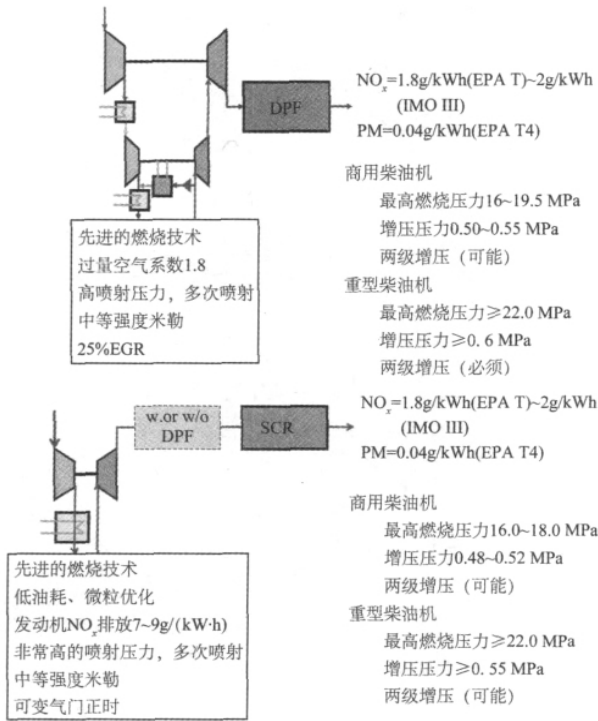 DPF
NOx=1.8g/kWh(EPA T)~2g/kWh
(IMO III)
PM=0.04g/kWh(EPA T4)
商用柴油机
最高燃烧压力16~19.5 MPa
增压压力0.50~0.55 MPa
两级增压（可能）
重型柴油机
最高燃烧压力≥22.0 MPa
增压压力≥0. 6 MPa
两级增压（必须）
先进的燃烧技术
过量空气系数1.8
高喷射压力，多次喷射
中等强度米勒
25%EGR
w.or w/o
DPF
SCR
NOx=1.8g/kWh(EPA T)~2g/kWh
(IMO III)
PM=0.04g/kWh(EPA T4)
商用柴油机
最高燃烧压力16.0~18.0 MPa
增压压力0.48~0.52 MPa
两级增压（可能）
重型柴油机
最高燃烧压力≥22.0 MPa
增压压力≥0. 55 MPa
两级增压（可能）
先进的燃烧技术
低油耗、微粒优化
发动机NOx排放7~9g/(kW·h)
非常高的喷射压力，多次喷射
中等强度米勒
可变气门正时